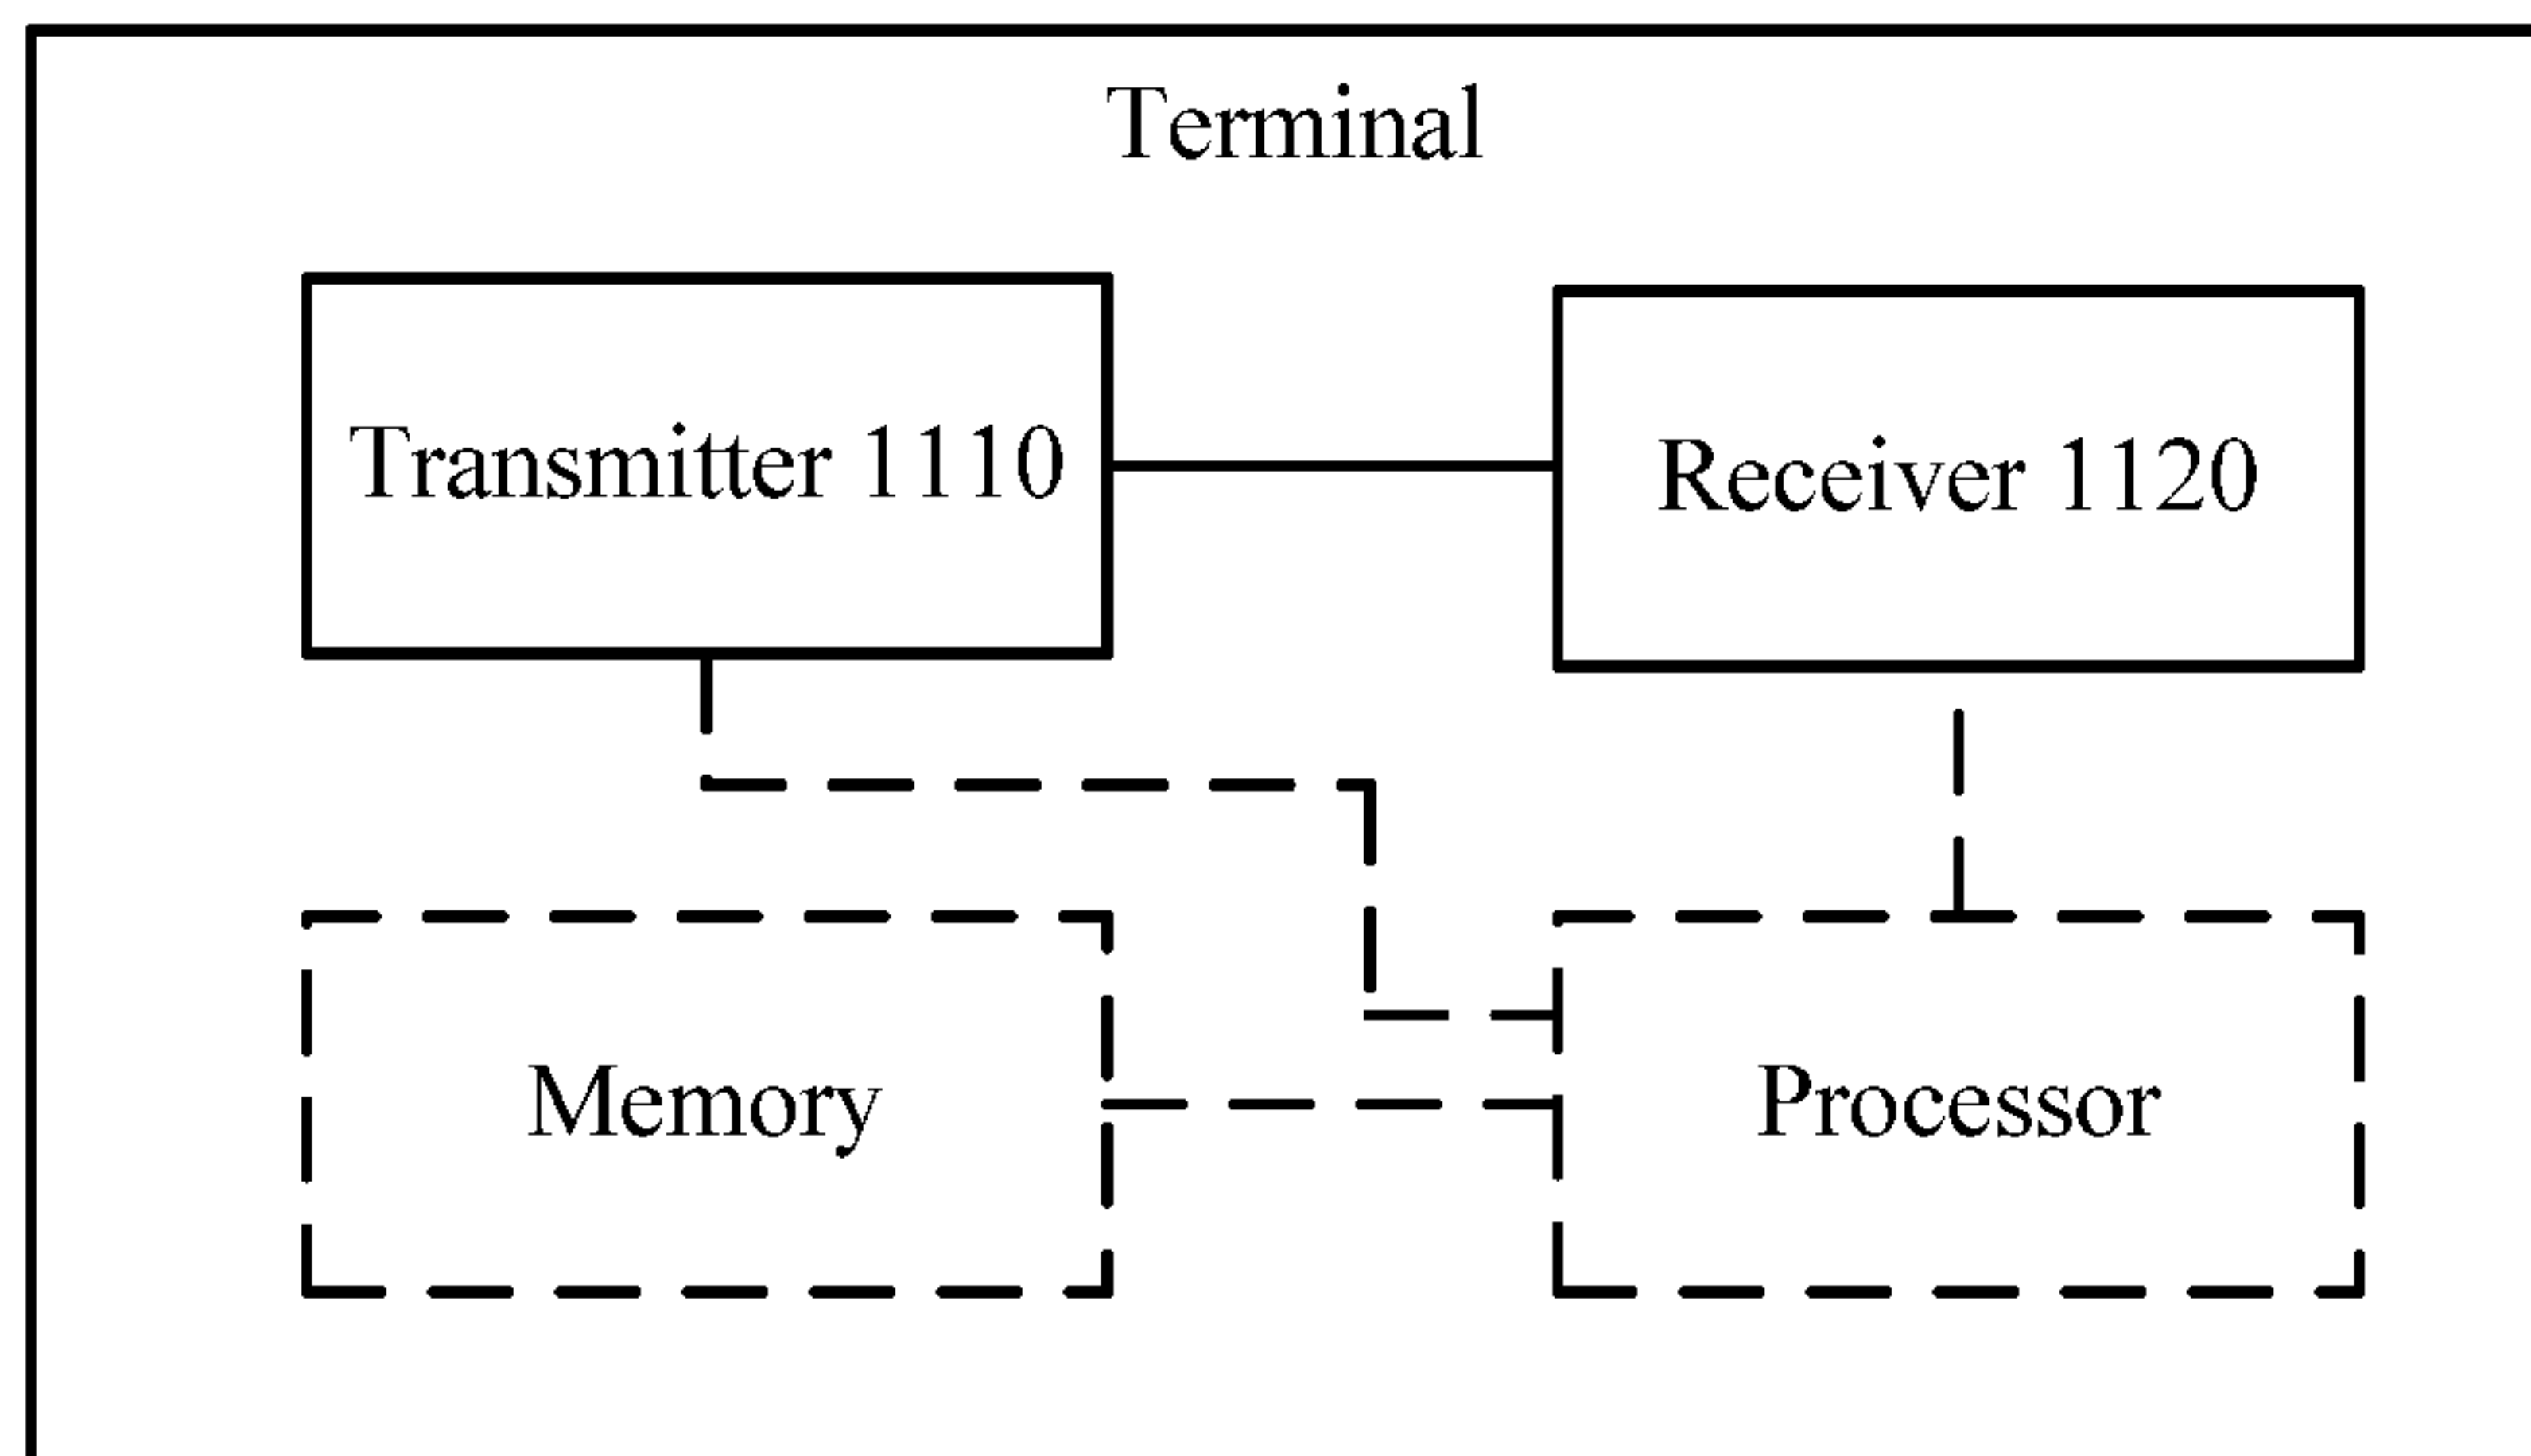 Terminal
Transmitter 1110
Receiver 1120
Memory
Processor